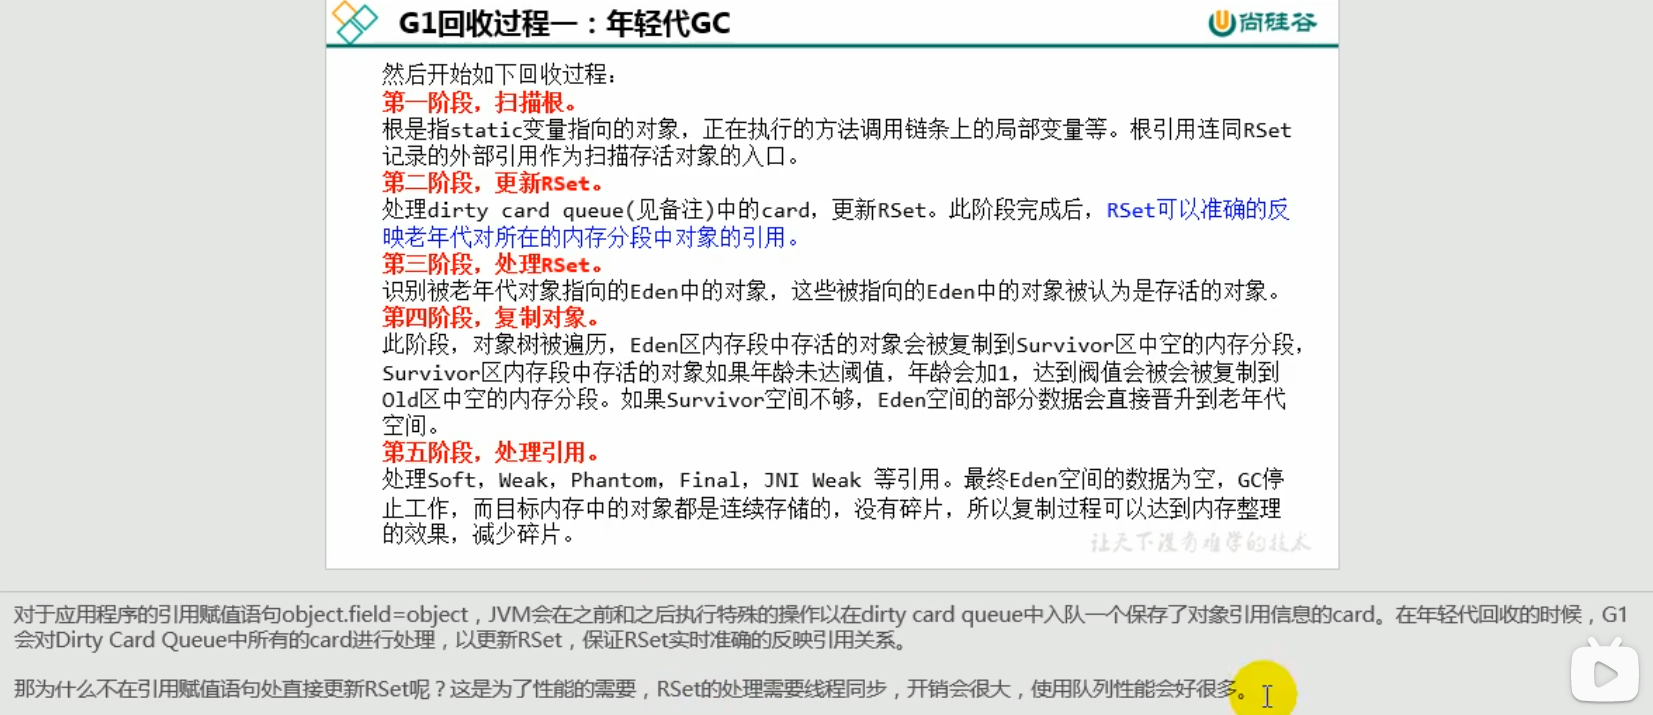 G1回收过程一：年轻代GC
尚硅谷
然后开始如下回收过程：
第一阶段，扫描根。
根是指static变量指向的对象，正在执行的方法调用链条上的局部变量等。根引用连同RSet
记录的外部引用作为扫描存活对象的入口。
第二阶段，更新RSet。
处理dirty card queue(见备注)中的card，更新RSet。此阶段完成后，RSet可以准确的反
映老年代对所在的内存分段中对象的引用。
第三阶段，处理RSet。
识别被老年代对象指向的Eden中的对象，这些被指向的Eden中的对象被认为是存活的对象。
第四阶段，复制对象。
此阶段，对象树被遍历，Eden区内存段中存活的对象会被复制到Survivor区中空的内存分段，
Survivor区内存段中存活的对象如果年龄未达阈值，年龄会加1，达到阀值会被会被复制到
Old区中空的内存分段。如果Survivor空间不够，Eden空间的部分数据会直接晋升到老年代
空间。
第五阶段，处理引用。
处理Soft，Weak，Phantom，Final，JNI Weak 等引用。最终Eden空间的数据为空，GC停
止工作，而目标内存中的对象都是连续存储的，没有碎片，所以复制过程可以达到内存整理
的效果，减少碎片。
让天下没有难学的技术
对于应用程序的引用赋值语句object.field=object，JVM会在之前和之后执行特殊的操作以在dirty card queue中入队一个保存了对象引用信息的card。在年轻代回收的时候，G1
会对Dirty Card Queue中所有的card进行处理，以更新RSet，保证RSet实时准确的反映引用关系。
那为什么不在引用赋值语句处直接更新RSet呢？这是为了性能的需要，RSet的处理需要线程同步，开销会很大，使用队列性能会好很多。